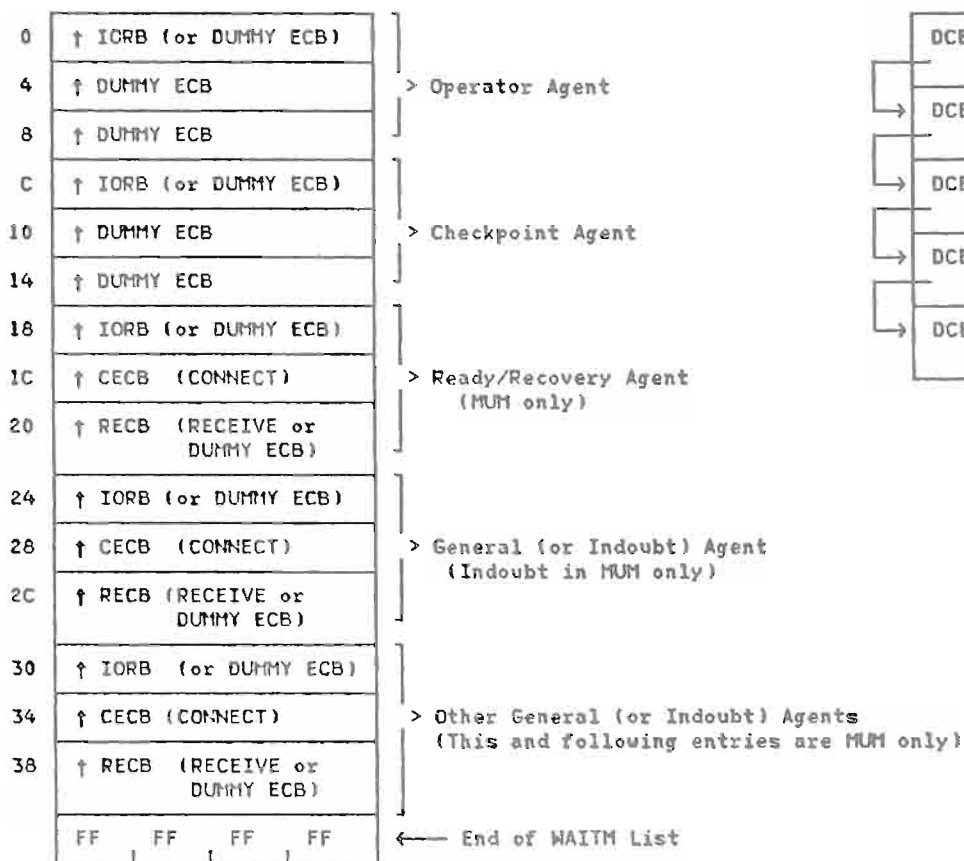 0 ↑ IORB (or DUMMY ECB)
4 ↑ DUMMY ECB > Operator Agent
8 ↑ DUMMY ECB
C ↑ IORB (or DUMMY ECB)
10 ↑ DUMMY ECB > Checkpoint Agent
14 ↑ DUMMY ECB
18 ↑ IORB (or DUMMY ECB)
1C ↑ CECB (CONNECT) > Ready/Recovery Agent
(MUM only)
20 ↑ RECB (RECEIVE or
DUMMY ECB)
24 ↑ IORB (or DUMMY ECB)
28 ↑ CECB (CONNECT) > General (or Indoubt) Agent
(Indoubt in MUM only)
2C ↑ RECB (RECEIVE or
DUMMY ECB)
30 ↑ IORB (or DUMMY ECB)
34 ↑ CECB (CONNECT) > Other General (or Indoubt) Agents
(This and following entries are MUM only)
38 ↑ RECB (RECEIVE or
DUMMY ECB)
FF FF FF FF ← End of WAITM List